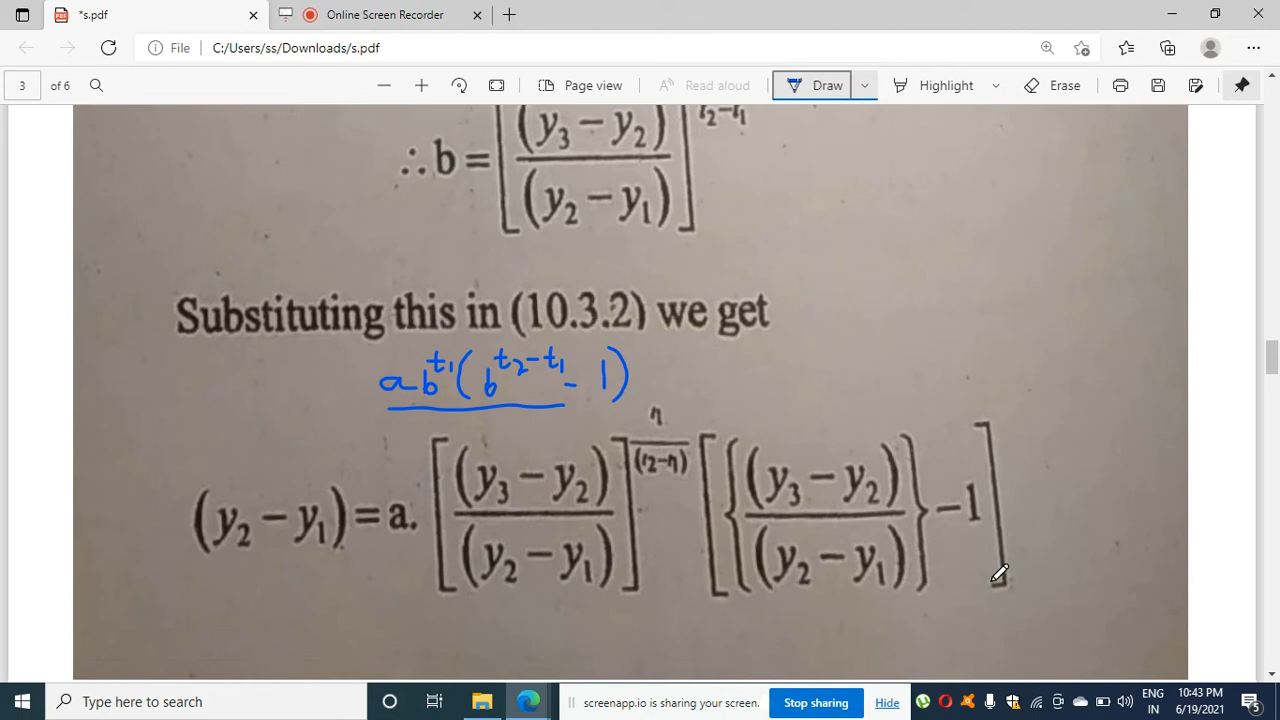 *s.pdf
Online Screen Recorder
File C:/Users/ss/Downloads/s.pdf
3 of 6 Page view Read aloud Draw Highlight Erase
∴ b = [(y₃ − y₂) / (y₂ − y₁)]
Substituting this in (10.3.2) we get
ab^t₁ (b^(t₂−t₁) − 1)
(y₂ − y₁) = a. [(y₃ − y₂) / (y₂ − y₁)]^(t₁/(t₂−t₁)) [{(y₃ − y₂) / (y₂ − y₁)} − 1]
Type here to search
screenapp.io is sharing your screen. Stop sharing Hide
ENG 10:43 PM
IN 6/19/2021
5